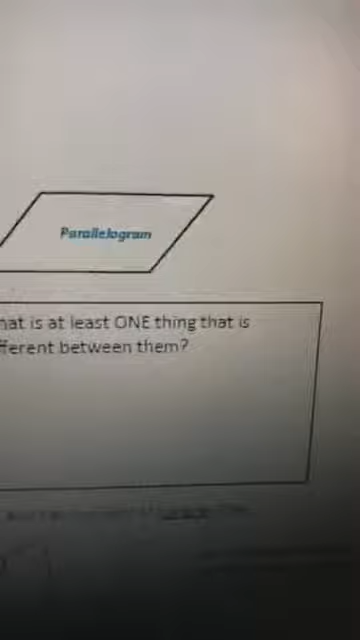 Parallelogram
hat is at least ONE thing that is
fferent between them?